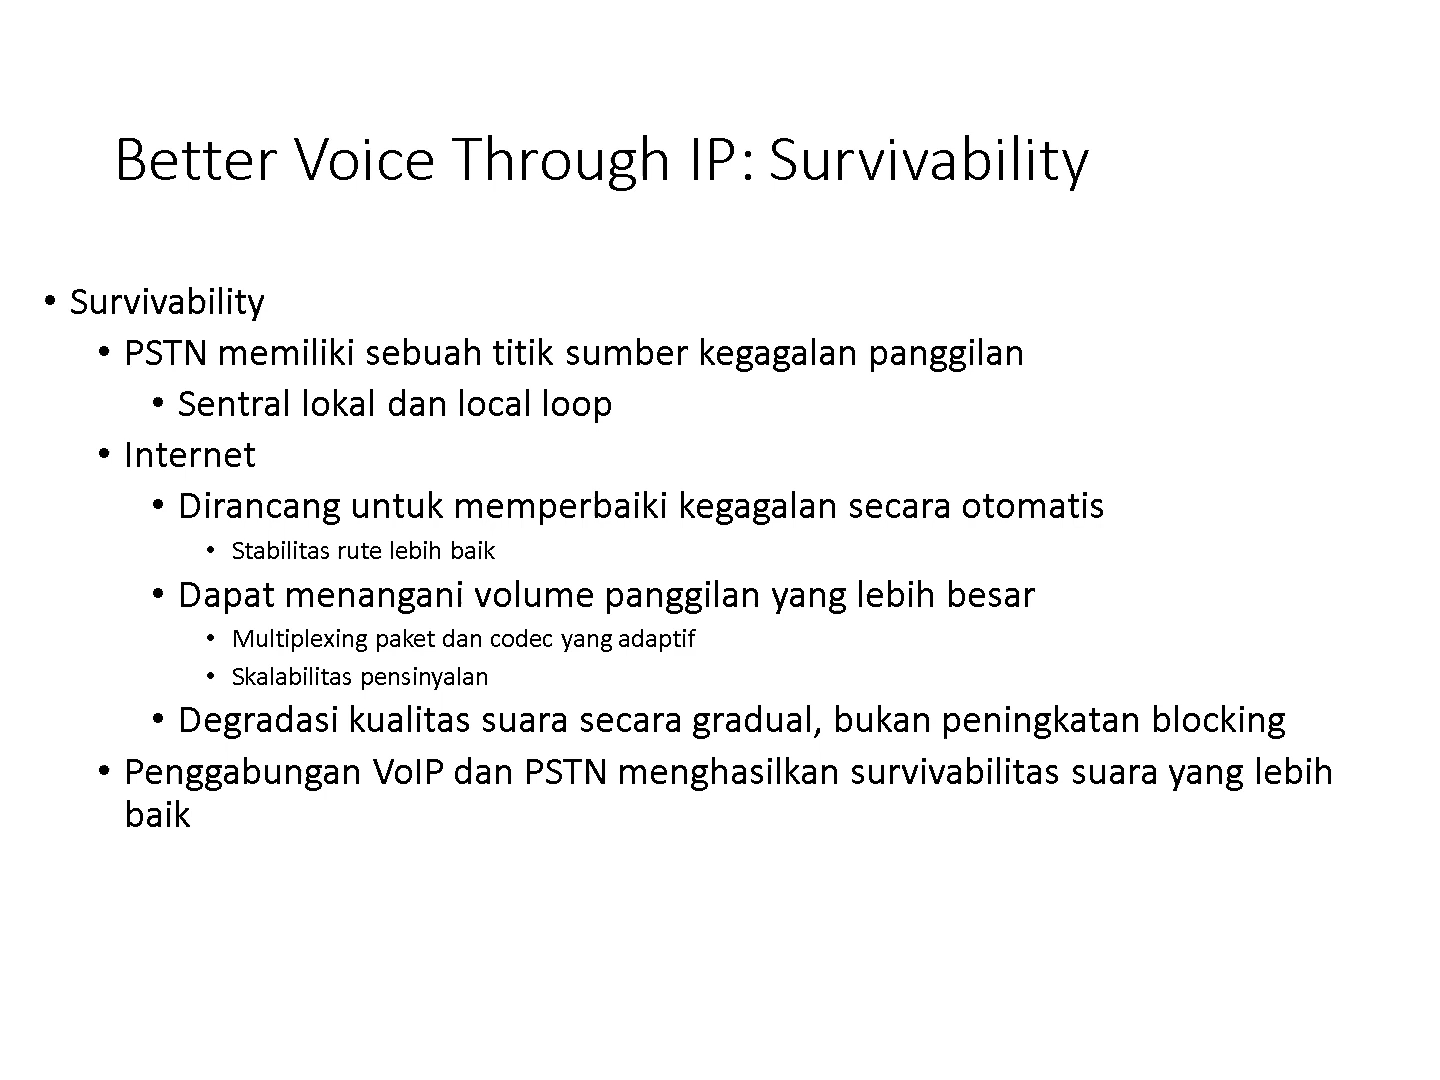 Better Voice Through IP: Survivability
• Survivability
• PSTN memiliki sebuah titik sumber kegagalan panggilan
• Sentral lokal dan local loop
• Internet
• Dirancang untuk memperbaiki kegagalan secara otomatis
• Stabilitas rute lebih baik
• Dapat menangani volume panggilan yang lebih besar
• Multiplexing paket dan codec yang adaptif
• Skalabilitas pensinyalan
• Degradasi kualitas suara secara gradual, bukan peningkatan blocking
• Penggabungan VoIP dan PSTN menghasilkan survivabilitas suara yang lebih
baik